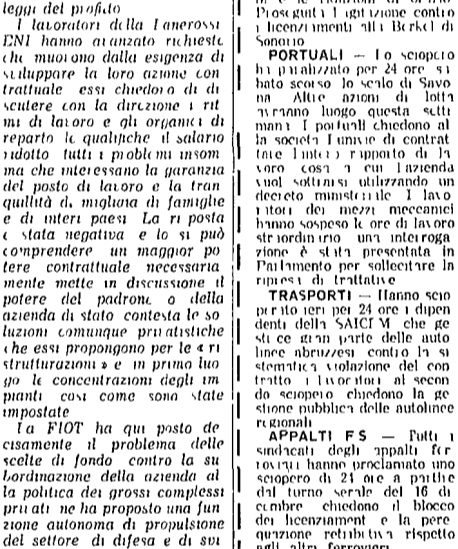 leggi del profitto
I lavoratori della Lanerossi
ENI hanno avanzato richieste
che muovono dalla esigenza di
sviluppare la loro azione con
trattuale essi chiedono di di
scutere con la direzione i rit
mi di lavoro e gli organici di
reparto le qualifiche il salario
ridotto tutti i problemi insom
ma che interessano la garanzia
del posto di lavoro e la tran
quillità di migliaia di famiglie
e di interi paesi La ri posta
è stata negativa e lo si può
comprendere un maggior po
tere contrattuale necessaria
mente mette in discussione il
potere del padrone o della
azienda di stato contesta le so
luzioni comunque privatistiche
che essi propongono per le « ri
strutturazioni » e in primo luo
go le concentrazioni degli im
pianti così come sono state
impostate
La FIOT ha qui posto de
cisamente il problema delle
scelte di fondo contro la su
bordinazione della azienda al
la politica dei grossi complessi
privati ne ha proposto una fun
zione autonoma di propulsione
del settore di difesa e di svi
Proseguirà l'agitazione contro
i licenziamenti alla Berkel di
Sonorio
PORTUALI — Lo sciopero
ha paralizzato per 24 ore sa
bato scorso lo scalo di Savo
na Altre azioni di lotta
avranno luogo questa setti
mana I portuali chiedono al
la società di contrat
tare rapporto di la
voro cosa a cui l'azienda
vuol sottrarsi utilizzando un
decreto ministeriale I lavo
ratori dei mezzi meccanici
hanno sospeso le ore di lavoro
straordinario una interroga
zione è stata presentata in
Parlamento per sollecitare la
ripresa di trattative
TRASPORTI — Hanno scio
perato ieri per 24 ore i dipen
denti della SAICEM che ge
stisce gran parte delle auto
linee abruzzesi contro la si
stematica violazione del con
tratto i lavoratori al secon
do sciopero chiedono la ge
stione pubblica delle autolinee
regionali
APPALTI F S — Tutti i
sindacati degli appalti fer
roviari hanno proclamato uno
sciopero di 24 ore a partire
dal turno serale del 16 di
cembre chiedono il blocco
dei licenziamenti e la pere
quazione retributiva rispetto
agli altri ferrovieri